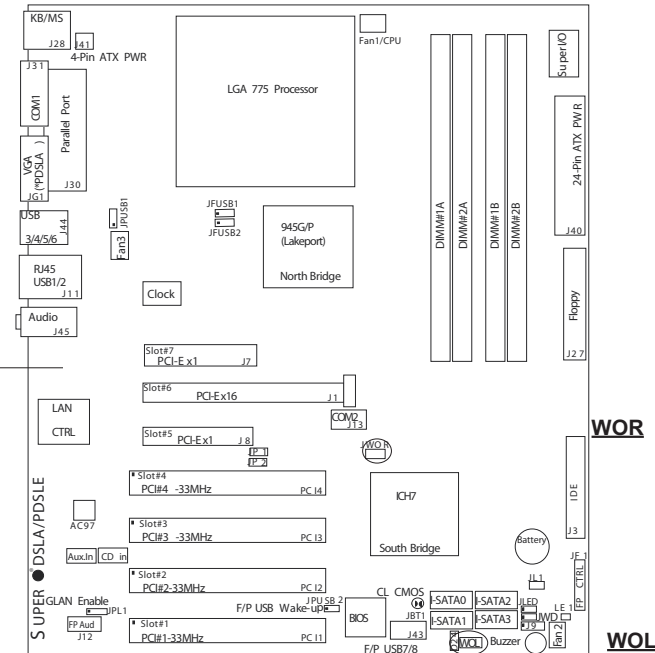 KB/MS
J28
J41
4-Pin ATX PWR
Fan1/CPU
Super I/O
J31
COM1
Parallel Port
LGA 775 Processor
24-Pin ATX PWR
VGA
(*PDSLA )
JG1
J30
J40
USB
3/4/5/6
J44
JPUSB1
Fan3
JFUSB1
JFUSB2
945G/P
(Lakeport)
North Bridge
DIMM#1A
DIMM#2A
DIMM#1B
DIMM#2B
RJ45
USB1/2
J11
Clock
Floppy
J27
Audio
J45
Slot#7
PCI-E x1
J7
Slot#6
PCI-Ex16
J1
LAN
CTRL
COM2
J13
Slot#5
PCI-Ex1
J8
JWOR
WOR
JP1
JP2
Slot#4
PCI#4 -33MHz
PCI4
ICH7
South Bridge
IDE
J3
AC97
Slot#3
PCI#3 -33MHz
PCI3
Battery
SUPER DSLA/PDSLE
Aux.In
CD in
JF1
FP CTRL
Slot#2
PCI#2-33MHz
PCI2
JL1
CL CMOS
I-SATA0
I-SATA2
JLED
GLAN Enable
JPL1
JPUSB2
F/P USB Wake-up
BIOS
JBT1
I-SATA1
I-SATA3
JWD
LE1
J9
FP Aud
J12
Slot#1
PCI#1-33MHz
PCI1
J43
F/P USB7/8
WOL
Buzzer
Fan2
WOL